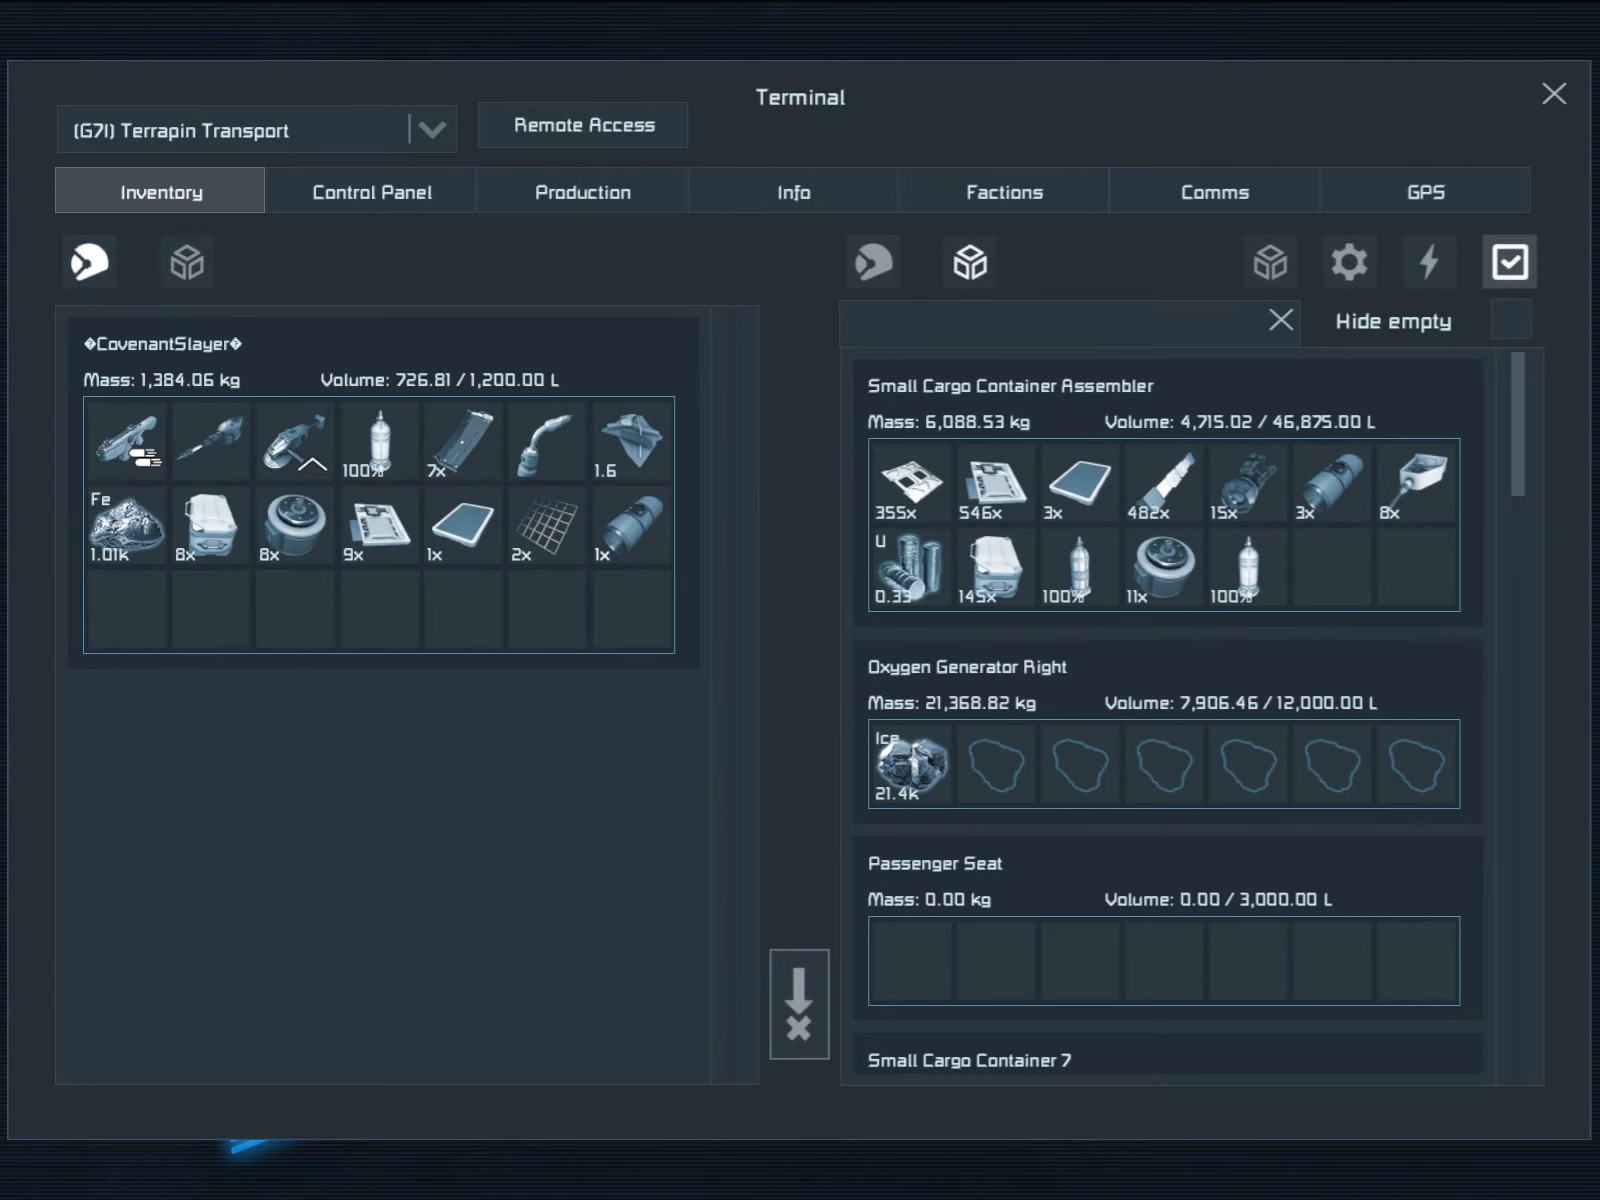 Terminal
(G71) Terrapin Transport
Remote Access
Inventory
Control Panel
Production
Info
Factions
Comms
GPS
Hide empty
�CovenantSlayer�
Mass: 1,384.06 kg
Volume: 726.81 / 1,200.00 L
100%
7x
1.6
Fe
1.01k
8x
8x
9x
1x
2x
1x
Small Cargo Container Assembler
Mass: 6,088.53 kg
Volume: 4,715.02 / 46,875.00 L
355x
546x
3x
482x
15x
3x
8x
U
0.33
145x
100%
11x
100%
Oxygen Generator Right
Mass: 21,368.82 kg
Volume: 7,906.46 / 12,000.00 L
Ice
21.4k
Passenger Seat
Mass: 0.00 kg
Volume: 0.00 / 3,000.00 L
Small Cargo Container 7